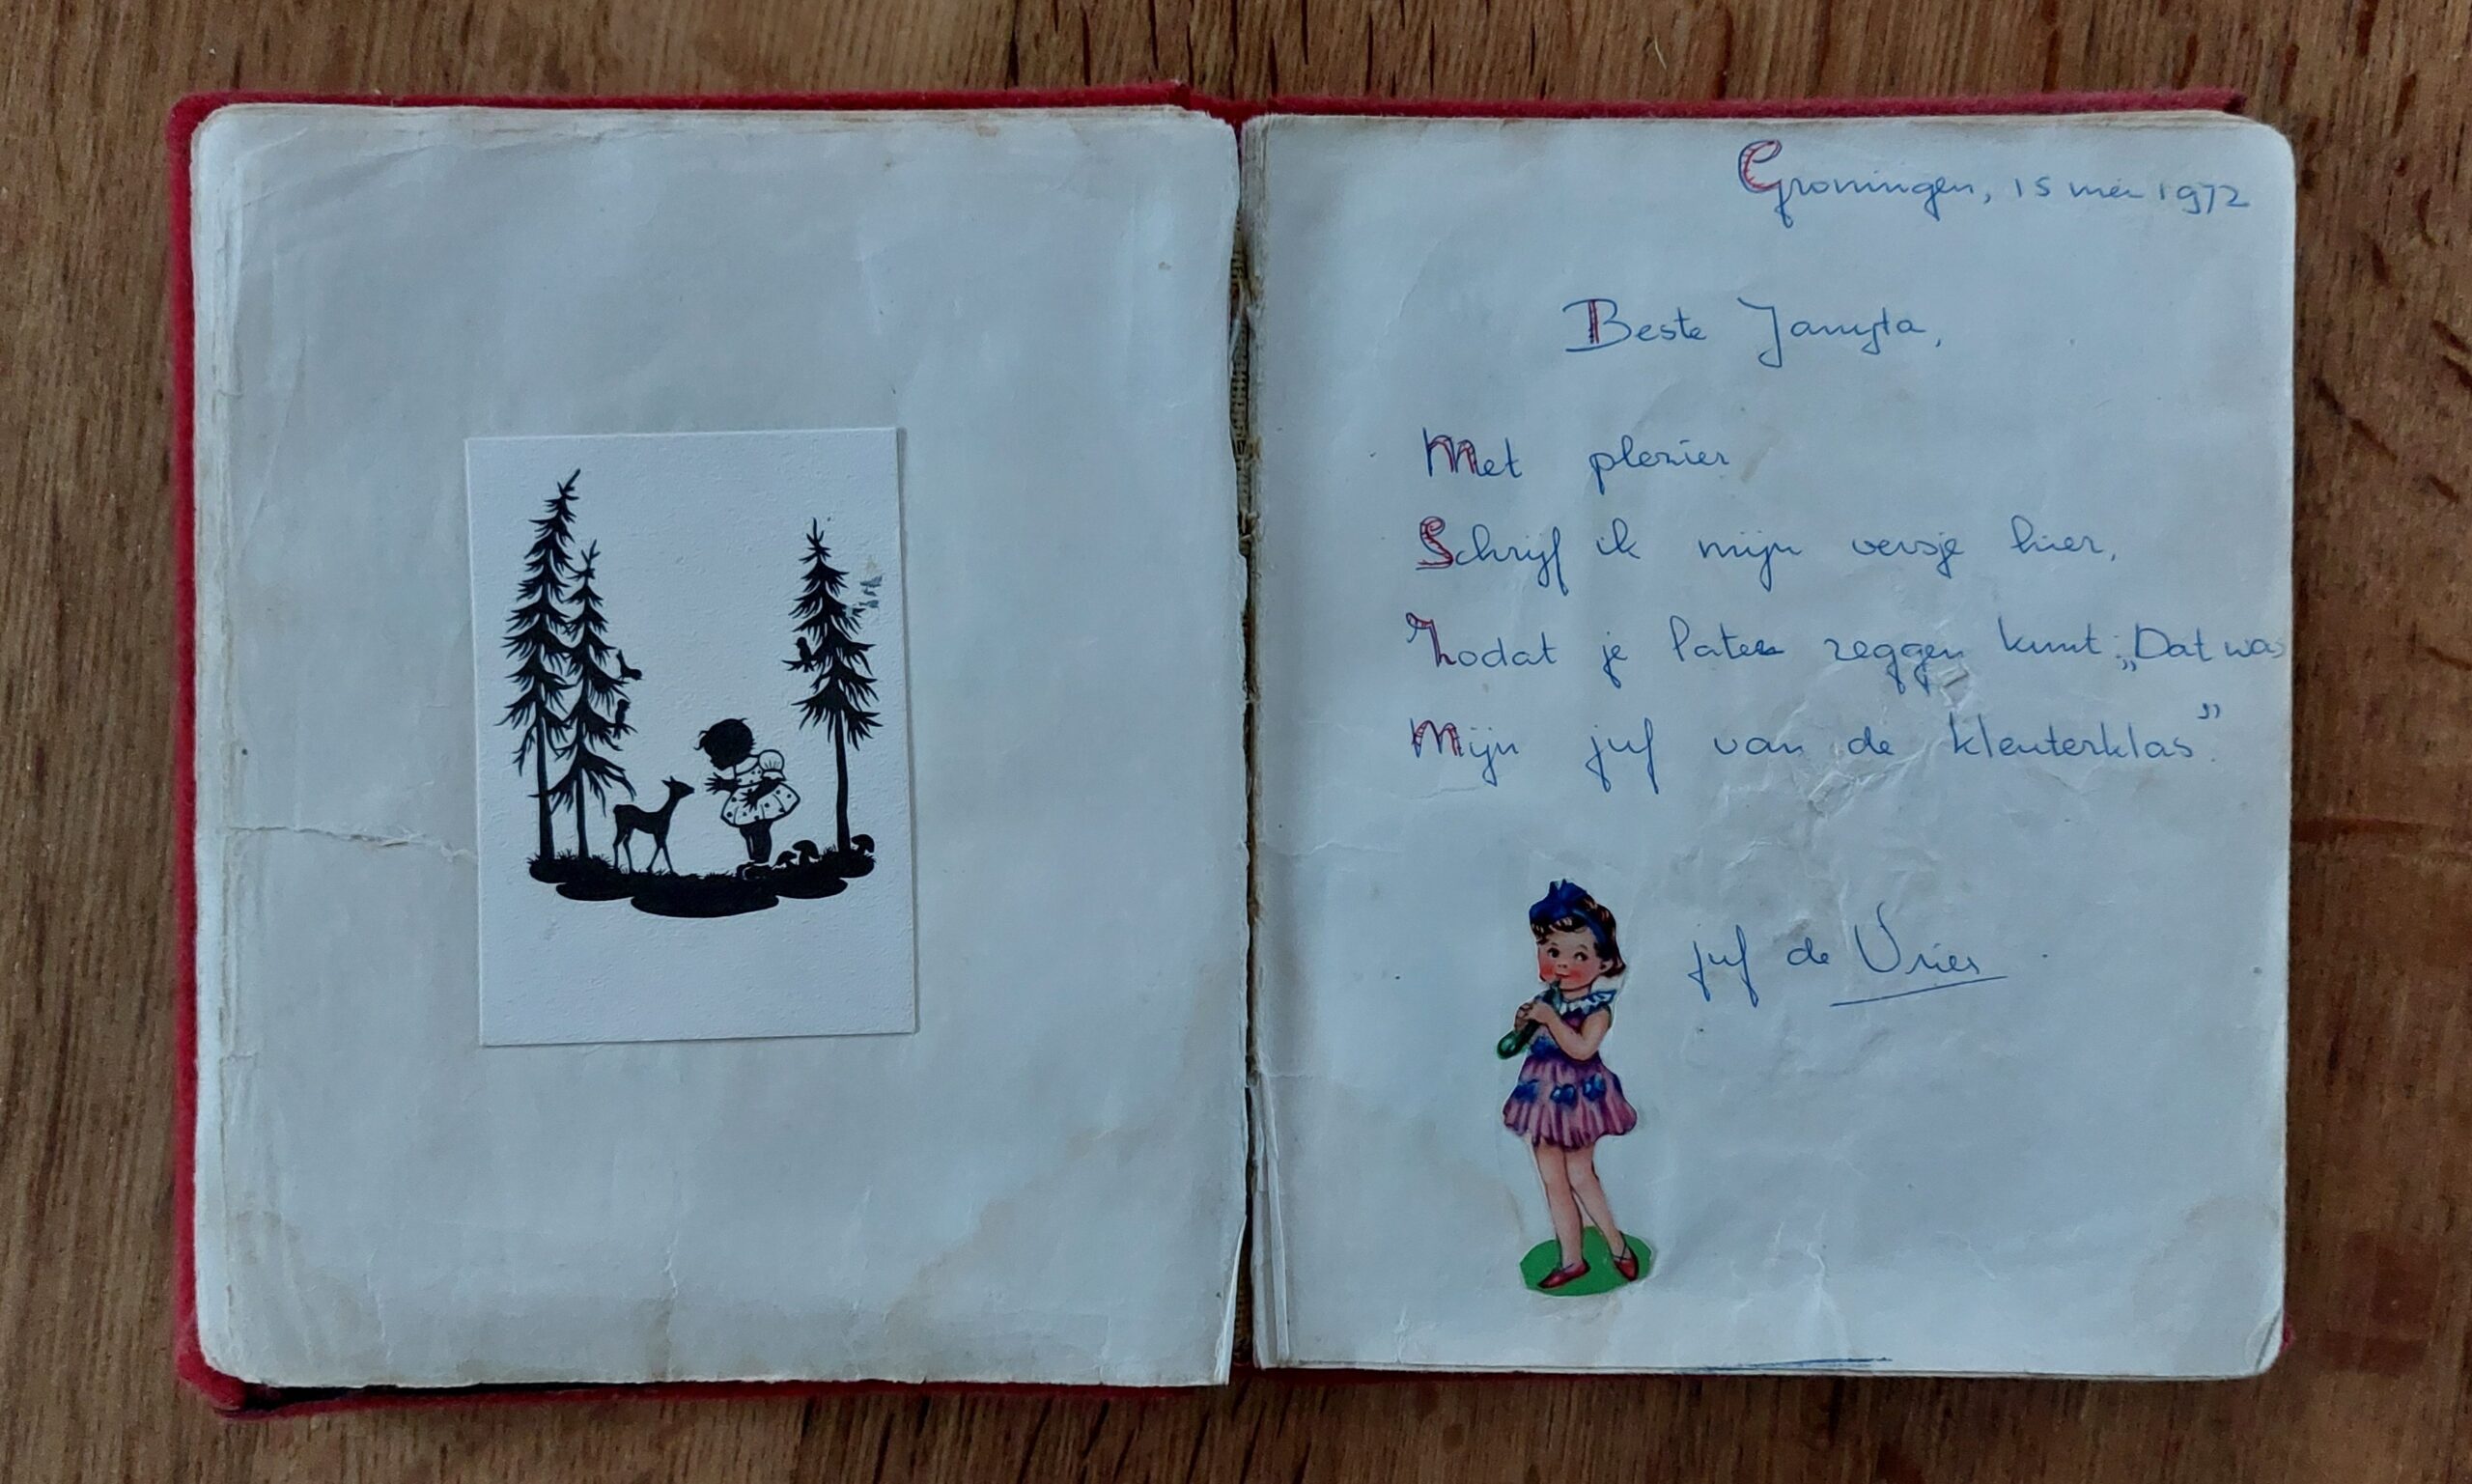 Groningen, 15 mei 1972
Beste
Met plezier
Schrijf ik mijn versje hier,
Zodat je later zeggen kunt: „Dat was
Mijn juf van de kleuterklas”.
juf de Vries